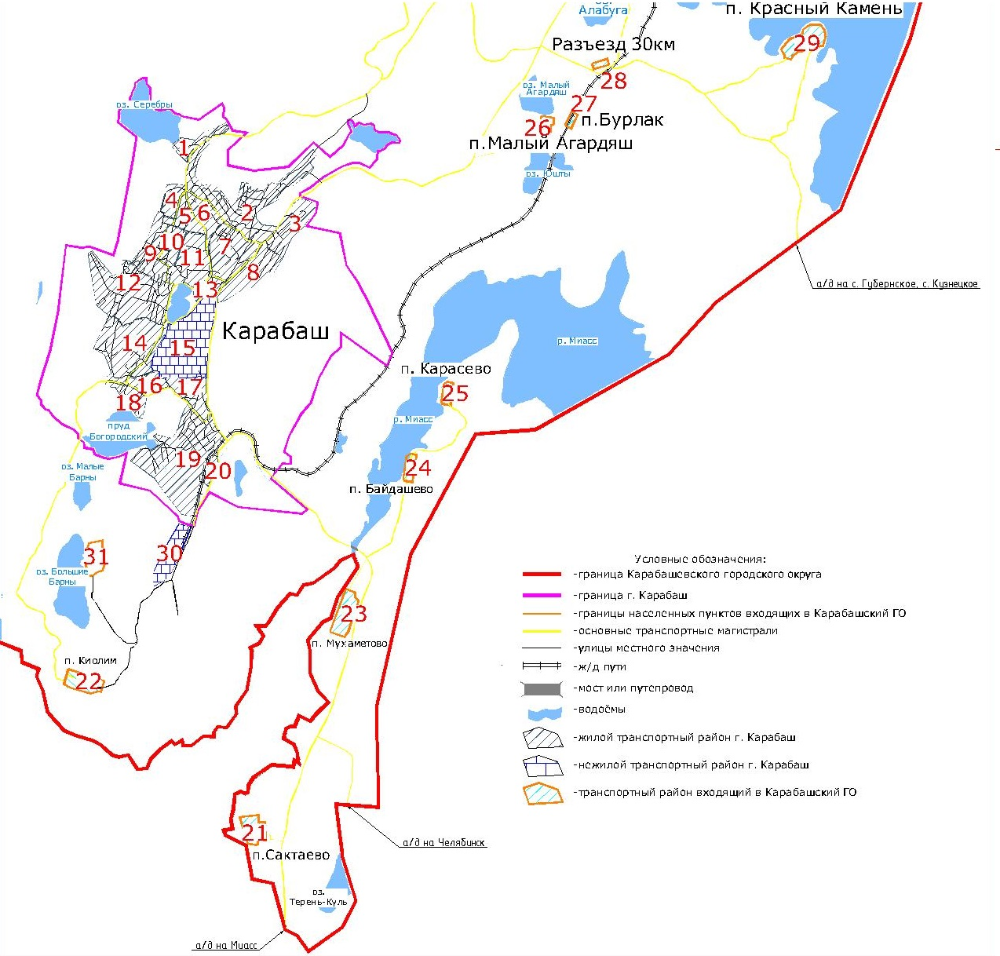 оз.
Алабуга
п. Красный Камень
29
Разъезд 30км
28
оз. Малый
Агардяш
27
п.Бурлак
26
п.Малый Агардяш
оз. Юшты
оз. Серебры
1
4
5
6
2
3
10
9
11
7
8
12
13
а/д на с. Губернское, с. Кузнецкое
Карабаш
14
15
р. Миасс
п. Карасево
16
17
25
18
р. Миасс
пруд
Богородский
19
20
24
оз. Малые
Барны
п. Байдашево
30
31
оз. Большие
Барны
23
п. Мухаметово
п. Киолим
22
Условные обозначения:
-граница Карабашевского городского округа
-граница г. Карабаш
-границы населенных пунктов входящих в Карабашский ГО
-основные транспортные магистрали
-улицы местного значения
-ж/д пути
-мост или путепровод
-водоёмы
-жилой транспортный район г. Карабаш
-нежилой транспортный район г. Карабаш
-транспортный район входящий в Карабашский ГО
21
а/д на Челябинск
п.Сактаево
оз.
Терень-Куль
а/д на Миасс